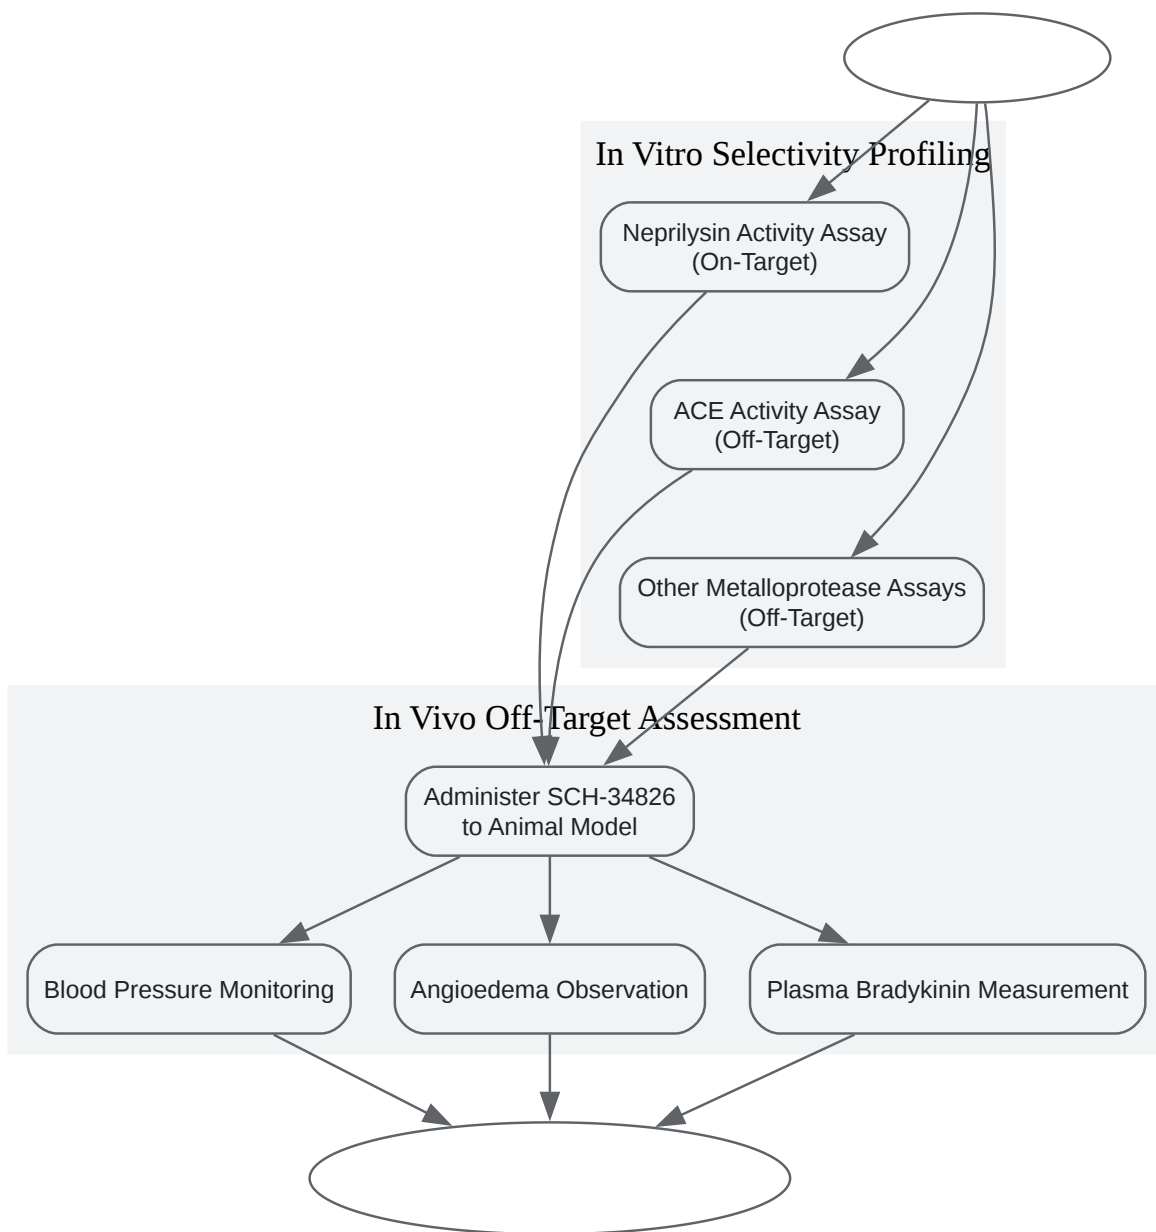 In Vitro Selectivity Profiling
Neprilysin Activity Assay
(On-Target)
ACE Activity Assay
(Off-Target)
Other Metalloprotease Assays
(Off-Target)
In Vivo Off-Target Assessment
Administer SCH-34826
to Animal Model
Blood Pressure Monitoring
Angioedema Observation
Plasma Bradykinin Measurement